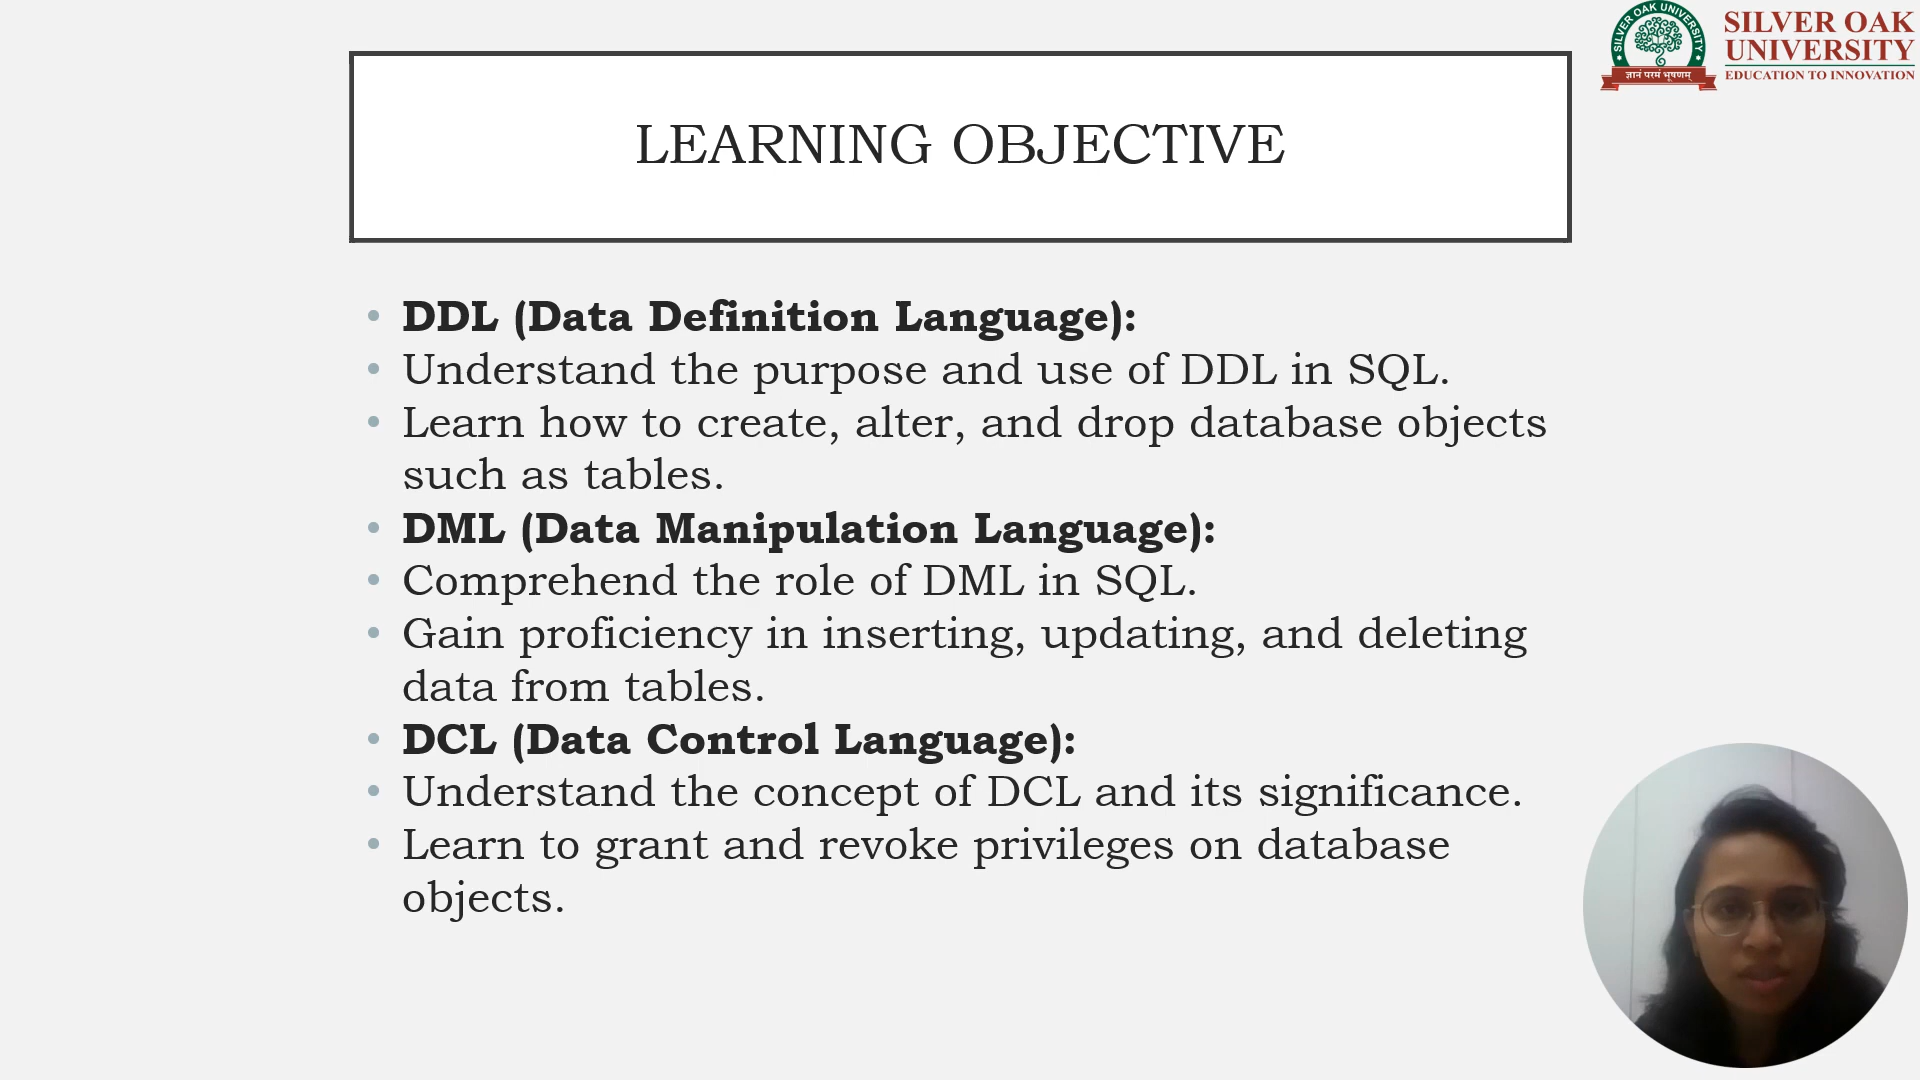 SILVER OAK UNIVERSITY
ज्ञानं परमं भूषणम्
SILVER OAK
UNIVERSITY
EDUCATION TO INNOVATION
LEARNING OBJECTIVE
• DDL (Data Definition Language):
• Understand the purpose and use of DDL in SQL.
• Learn how to create, alter, and drop database objects
such as tables.
• DML (Data Manipulation Language):
• Comprehend the role of DML in SQL.
• Gain proficiency in inserting, updating, and deleting
data from tables.
• DCL (Data Control Language):
• Understand the concept of DCL and its significance.
• Learn to grant and revoke privileges on database
objects.